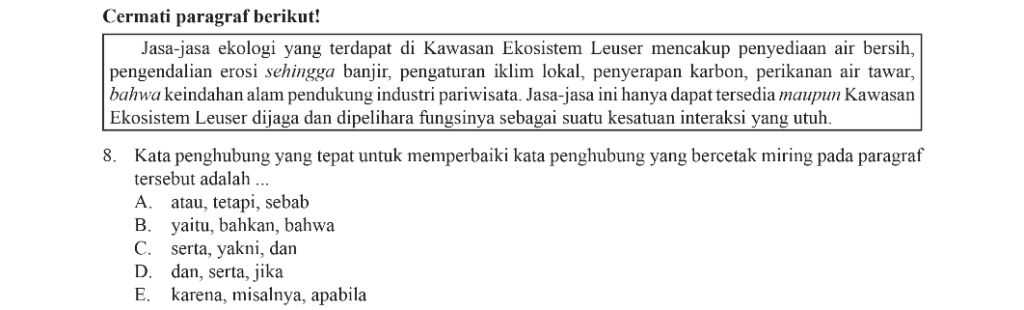 Cermati paragraf berikut!
Jasa-jasa ekologi yang terdapat di Kawasan Ekosistem Leuser mencakup penyediaan air bersih,
pengendalian erosi sehingga banjir, pengaturan iklim lokal, penyerapan karbon, perikanan air tawar,
bahwa keindahan alam pendukung industri pariwisata. Jasa-jasa ini hanya dapat tersedia maupun Kawasan
Ekosistem Leuser dijaga dan dipelihara fungsinya sebagai suatu kesatuan interaksi yang utuh.
8. Kata penghubung yang tepat untuk memperbaiki kata penghubung yang bercetak miring pada paragraf
tersebut adalah ...
A. atau, tetapi, sebab
B. yaitu, bahkan, bahwa
C. serta, yakni, dan
D. dan, serta, jika
E. karena, misalnya, apabila